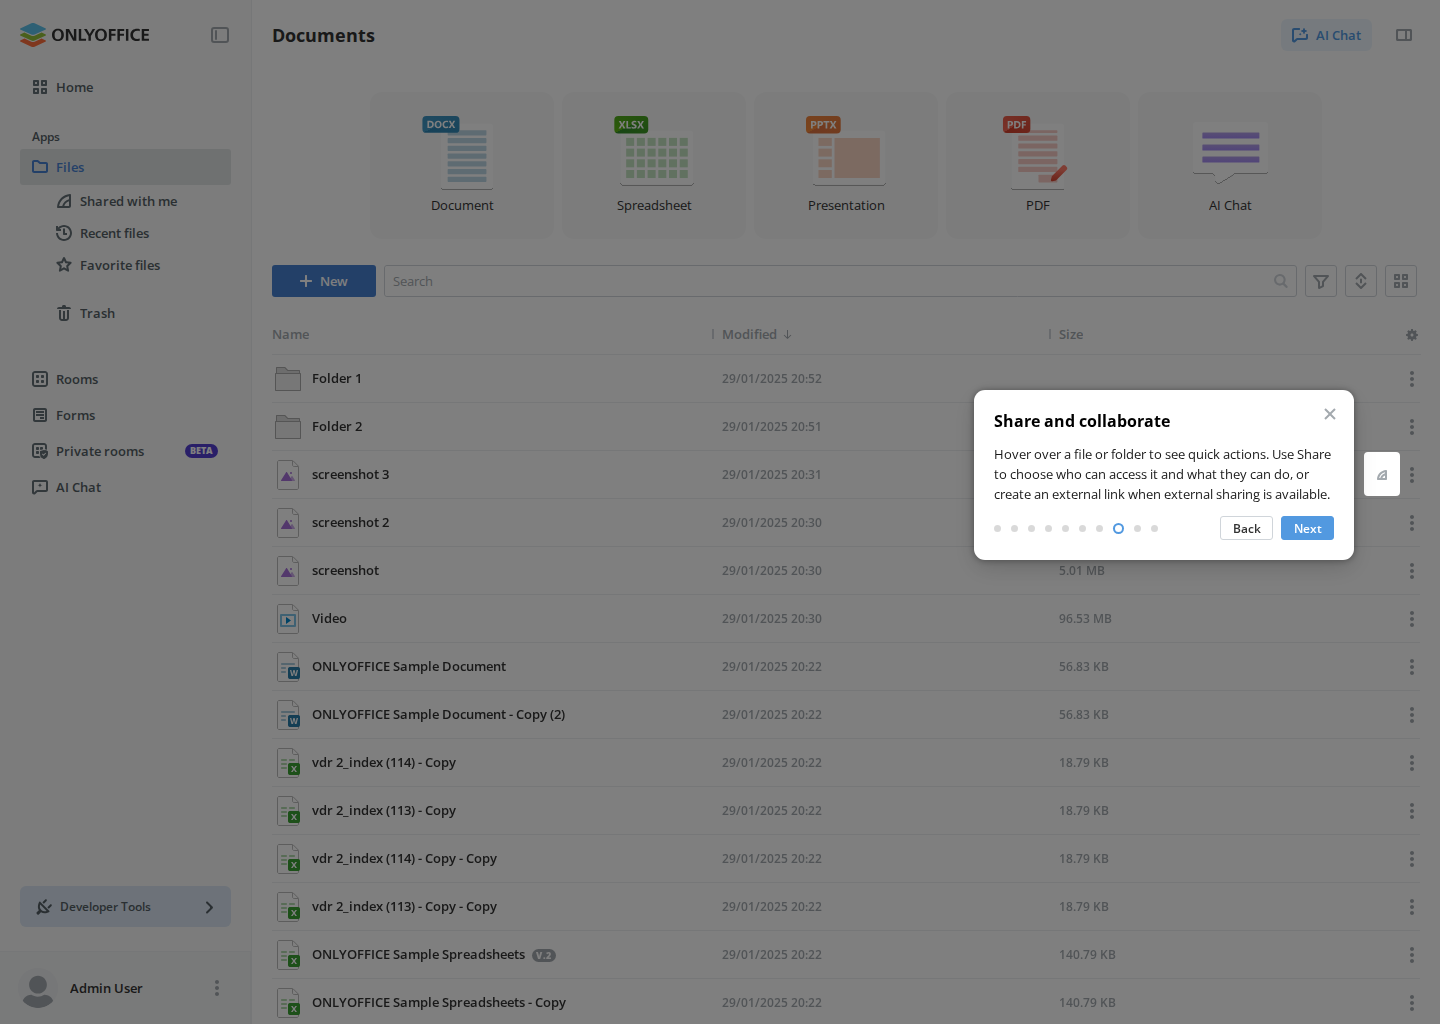 ONLYOFFICE
Home
Apps
Files
Shared with me
Recent files
Favorite files
Trash
Rooms
Forms
Private rooms BETA
AI Chat
Developer Tools
Admin User
Documents
AI Chat
DOCX
Document
XLSX
Spreadsheet
PPTX
Presentation
PDF
PDF
AI Chat
New
Search
Name Modified Size
Folder 1 29/01/2025 20:52
Folder 2 29/01/2025 20:51
screenshot 3 29/01/2025 20:31
screenshot 2 29/01/2025 20:30
screenshot 29/01/2025 20:30 5.01 MB
Video 29/01/2025 20:30 96.53 MB
ONLYOFFICE Sample Document 29/01/2025 20:22 56.83 KB
ONLYOFFICE Sample Document - Copy (2) 29/01/2025 20:22 56.83 KB
vdr 2_index (114) - Copy 29/01/2025 20:22 18.79 KB
vdr 2_index (113) - Copy 29/01/2025 20:22 18.79 KB
vdr 2_index (114) - Copy - Copy 29/01/2025 20:22 18.79 KB
vdr 2_index (113) - Copy - Copy 29/01/2025 20:22 18.79 KB
ONLYOFFICE Sample Spreadsheets V.2 29/01/2025 20:22 140.79 KB
ONLYOFFICE Sample Spreadsheets - Copy 29/01/2025 20:22 140.79 KB
Share and collaborate
Hover over a file or folder to see quick actions. Use Share
to choose who can access it and what they can do, or
create an external link when external sharing is available.
Back Next